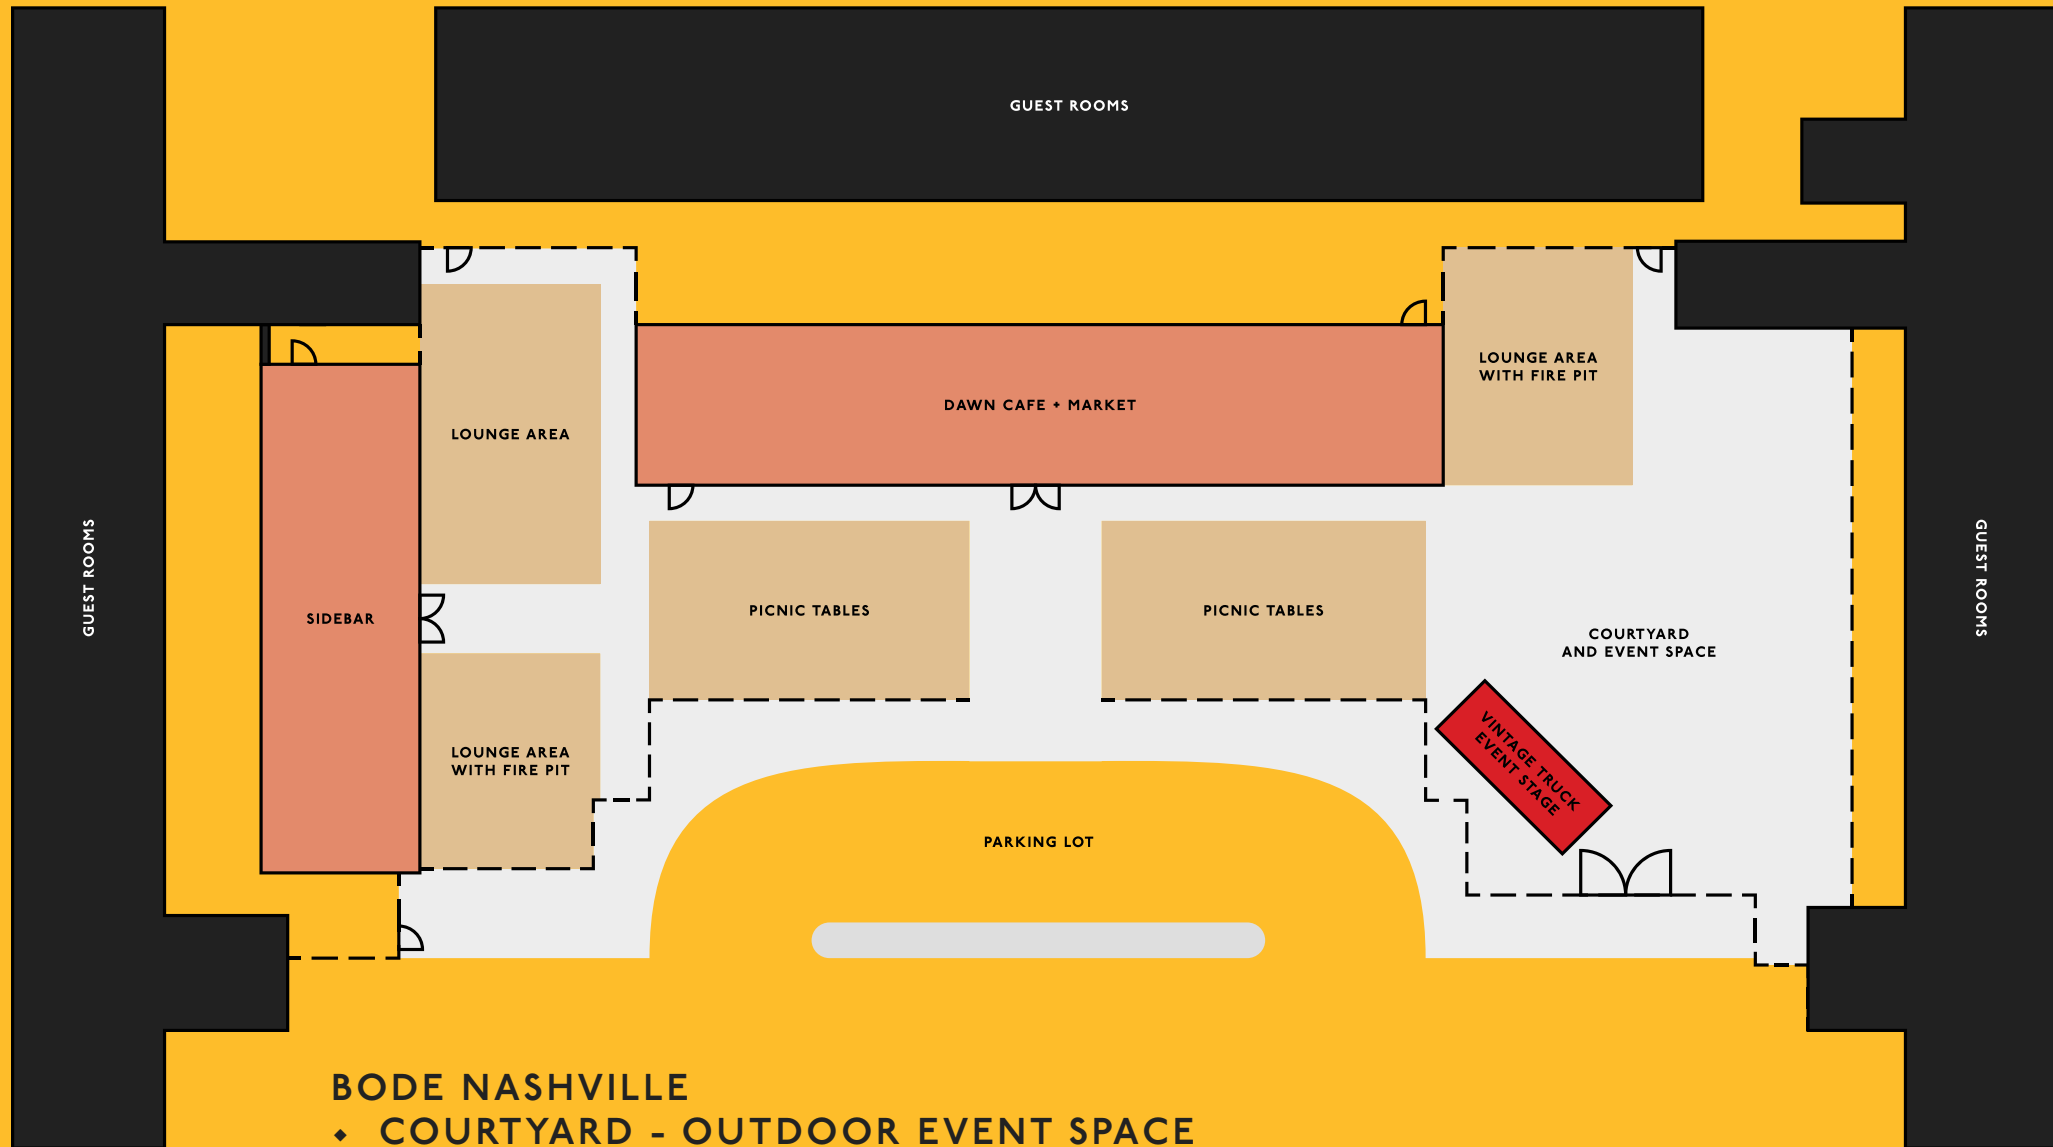 GUEST ROOMS
LOUNGE AREA
WITH FIRE PIT
DAWN CAFE + MARKET
LOUNGE AREA
GUEST ROOMS
GUEST ROOMS
SIDEBAR
PICNIC TABLES
PICNIC TABLES
COURTYARD
AND EVENT SPACE
VINTAGE TRUCK
EVENT STAGE
LOUNGE AREA
WITH FIRE PIT
PARKING LOT
BODE NASHVILLE
◆ COURTYARD - OUTDOOR EVENT SPACE